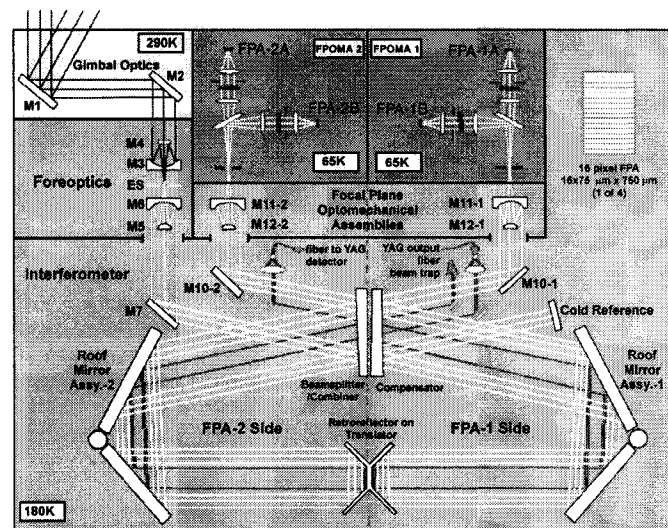 290K
Gimbal Optics
M2
M1
FPA-2A
FPOMA 2
FPOMA 1
FPA-1A
FPA-2B
FPA-1B
65K
65K
16 pixel FPA
16x75 µm x 750 µm
(1 of 4)
M4
M3
Foreoptics
ES
M6
M5
M11-2
M12-2
Focal Plane
Optomechanical
Assemblies
M11-1
M12-1
Interferometer
fiber to YAG
detector
YAG output
fiber
beam trap
M10-2
M10-1
M7
Cold Reference
Roof
Mirror
Assy.-2
Roof
Mirror
Assy.-1
Beamsplitter
/Combiner
Compensator
FPA-2 Side
Retroreflector on
Translator
FPA-1 Side
180K